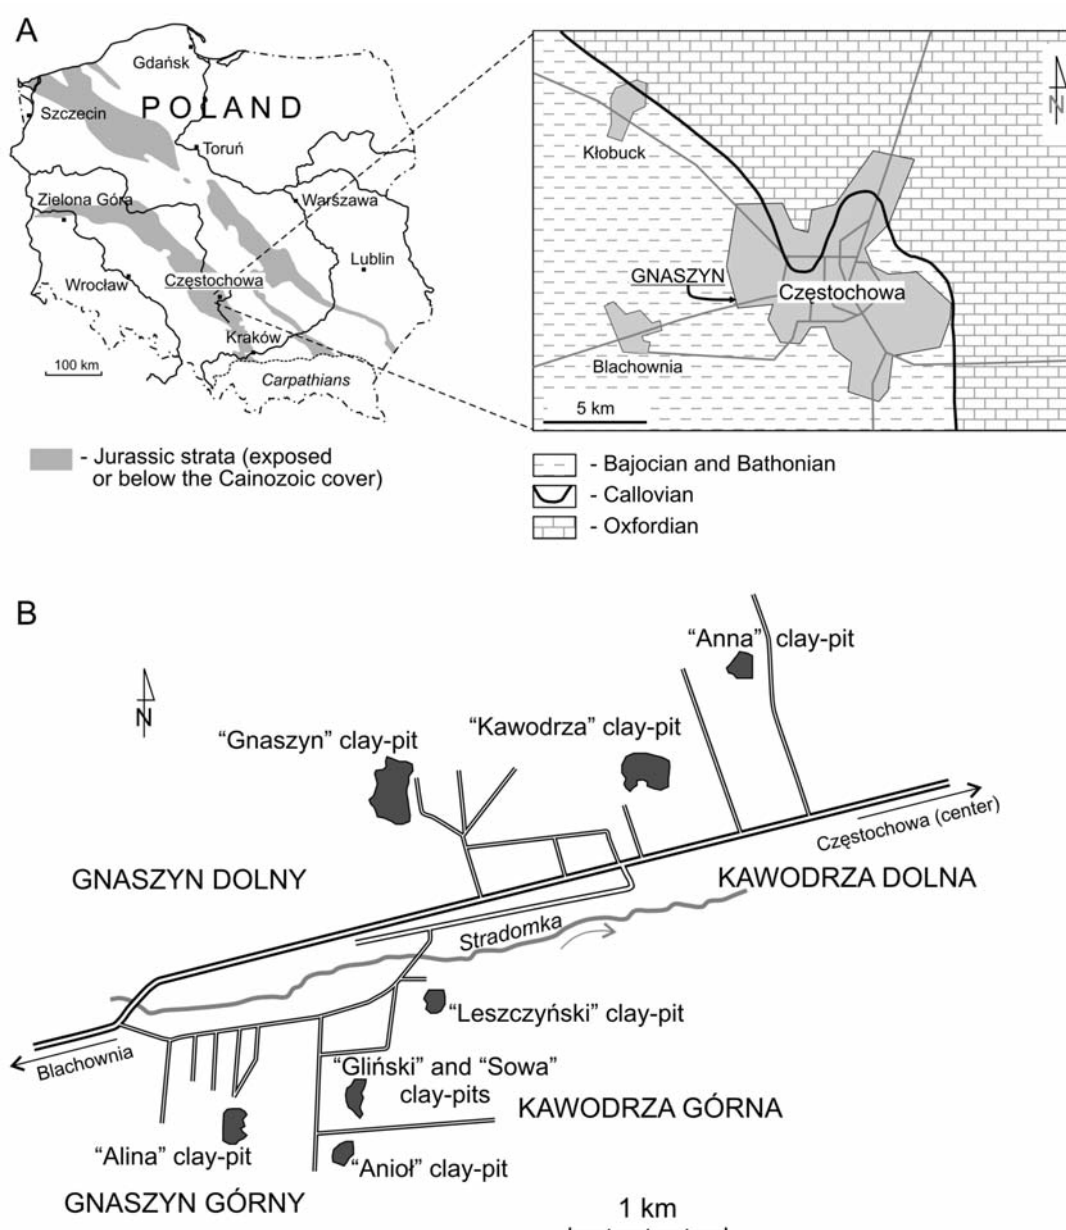 A
Gdańsk
POLAND
Szczecin
Toruń
Zielona Góra
Warszawa
Lublin
Wrocław
Częstochowa
Kraków
100 km
Carpathians
- Jurassic strata (exposed
or below the Cainozoic cover)
N
Kłobuck
GNASZYN
Częstochowa
Blachownia
5 km
- Bajocian and Bathonian
- Callovian
- Oxfordian
B
N
"Anna" clay-pit
"Kawodrza" clay-pit
"Gnaszyn" clay-pit
Częstochowa (center)
GNASZYN DOLNY
KAWODRZA DOLNA
Stradomka
"Leszczyński" clay-pit
Blachownia
"Gliński" and "Sowa"
clay-pits
KAWODRZA GÓRNA
"Alina" clay-pit
"Anioł" clay-pit
GNASZYN GÓRNY
1 km